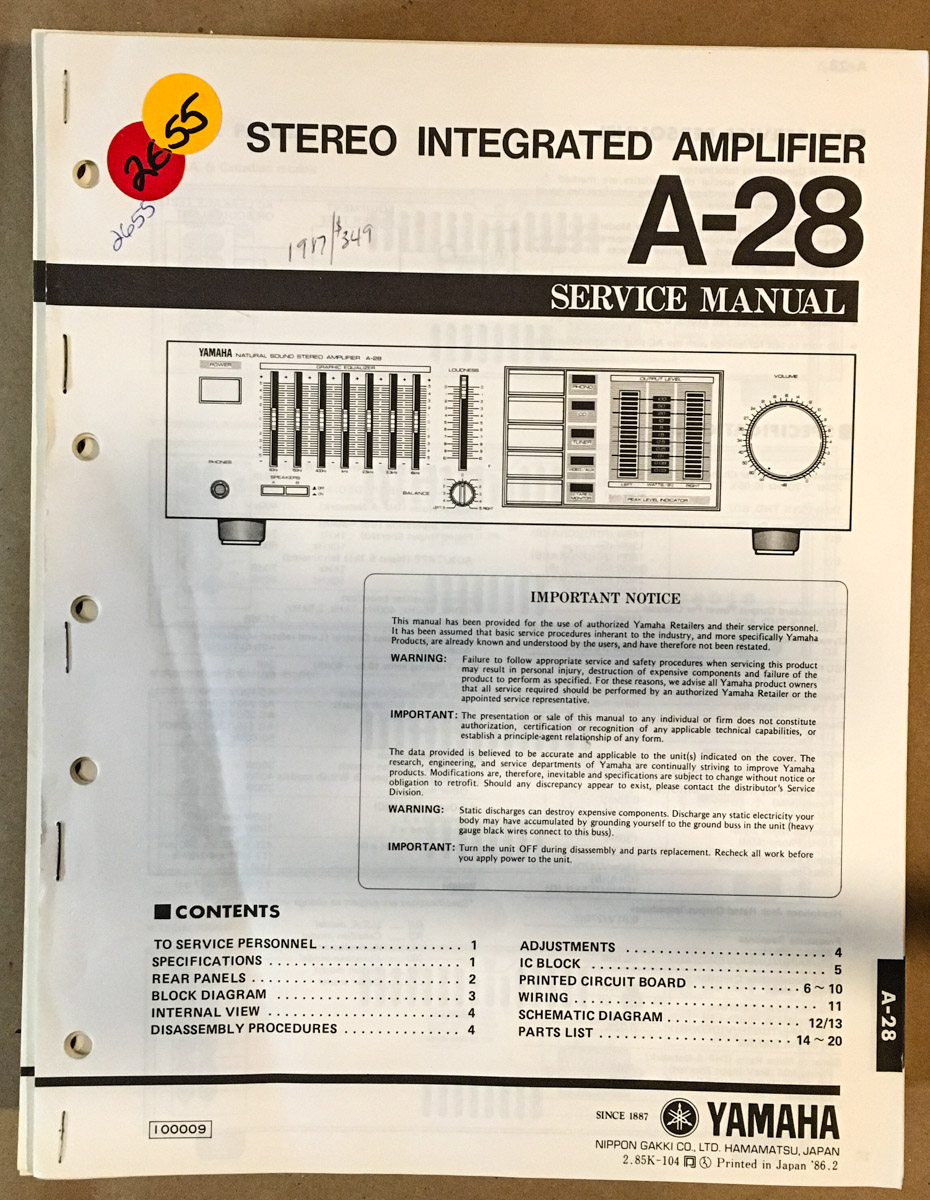 2655
STEREO INTEGRATED AMPLIFIER
A-28
2655
$349
SERVICE MANUAL
YAMAHA NATURAL SOUND STEREO AMPLIFIER A-28
POWER
GRAPHIC EQUALIZER
LOUDNESS
OUTPUT LEVEL
VOLUME
PHONO
CD
TUNER
PHONES
SPEAKERS
A B
BALANCE
LEFT WATTS RIGHT
PEAK LEVEL INDICATOR
IMPORTANT NOTICE
This manual has been provided for the use of authorized Yamaha Retailers and their service personnel.
It has been assumed that basic service procedures inherant to the industry, and more specifically Yamaha
Products, are already known and understood by the users, and have therefore not been restated.
WARNING: Failure to follow appropriate service and safety procedures when servicing this product
may result in personal injury, destruction of expensive components and failure of the
product to perform as specified. For these reasons, we advise all Yamaha product owners
that all service required should be performed by an authorized Yamaha Retailer or the
appointed service representative.
IMPORTANT: The presentation or sale of this manual to any individual or firm does not constitute
authorization, certification or recognition of any applicable technical capabilities, or
establish a principle-agent relationship of any form.
The data provided is believed to be accurate and applicable to the unit(s) indicated on the cover. The
research, engineering, and service departments of Yamaha are continually striving to improve Yamaha
products. Modifications are, therefore, inevitable and specifications are subject to change without notice or
obligation to retrofit. Should any discrepancy appear to exist, please contact the distributor's Service
Division.
WARNING: Static discharges can destroy expensive components. Discharge any static electricity your
body may have accumulated by grounding yourself to the ground buss in the unit (heavy
gauge black wires connect to this buss).
IMPORTANT: Turn the unit OFF during disassembly and parts replacement. Recheck all work before
you apply power to the unit.
CONTENTS
TO SERVICE PERSONNEL . . . . . . . . . . . . . . . . . 1
SPECIFICATIONS . . . . . . . . . . . . . . . . . . . . . . . 1
REAR PANELS . . . . . . . . . . . . . . . . . . . . . . . . . 2
BLOCK DIAGRAM . . . . . . . . . . . . . . . . . . . . . . 3
INTERNAL VIEW . . . . . . . . . . . . . . . . . . . . . . . 4
DISASSEMBLY PROCEDURES . . . . . . . . . . . . . . 4
ADJUSTMENTS . . . . . . . . . . . . . . . . . . . . . . . . 4
IC BLOCK . . . . . . . . . . . . . . . . . . . . . . . . . . . . 5
PRINTED CIRCUIT BOARD . . . . . . . . . . . . 6 ~ 10
WIRING . . . . . . . . . . . . . . . . . . . . . . . . . . . . . 11
SCHEMATIC DIAGRAM . . . . . . . . . . . . . . . 12/13
PARTS LIST . . . . . . . . . . . . . . . . . . . . . . 14 ~ 20
A-28
100009
SINCE 1887 YAMAHA
NIPPON GAKKI CO., LTD. HAMAMATSU, JAPAN
2.85K-104 Printed in Japan '86.2